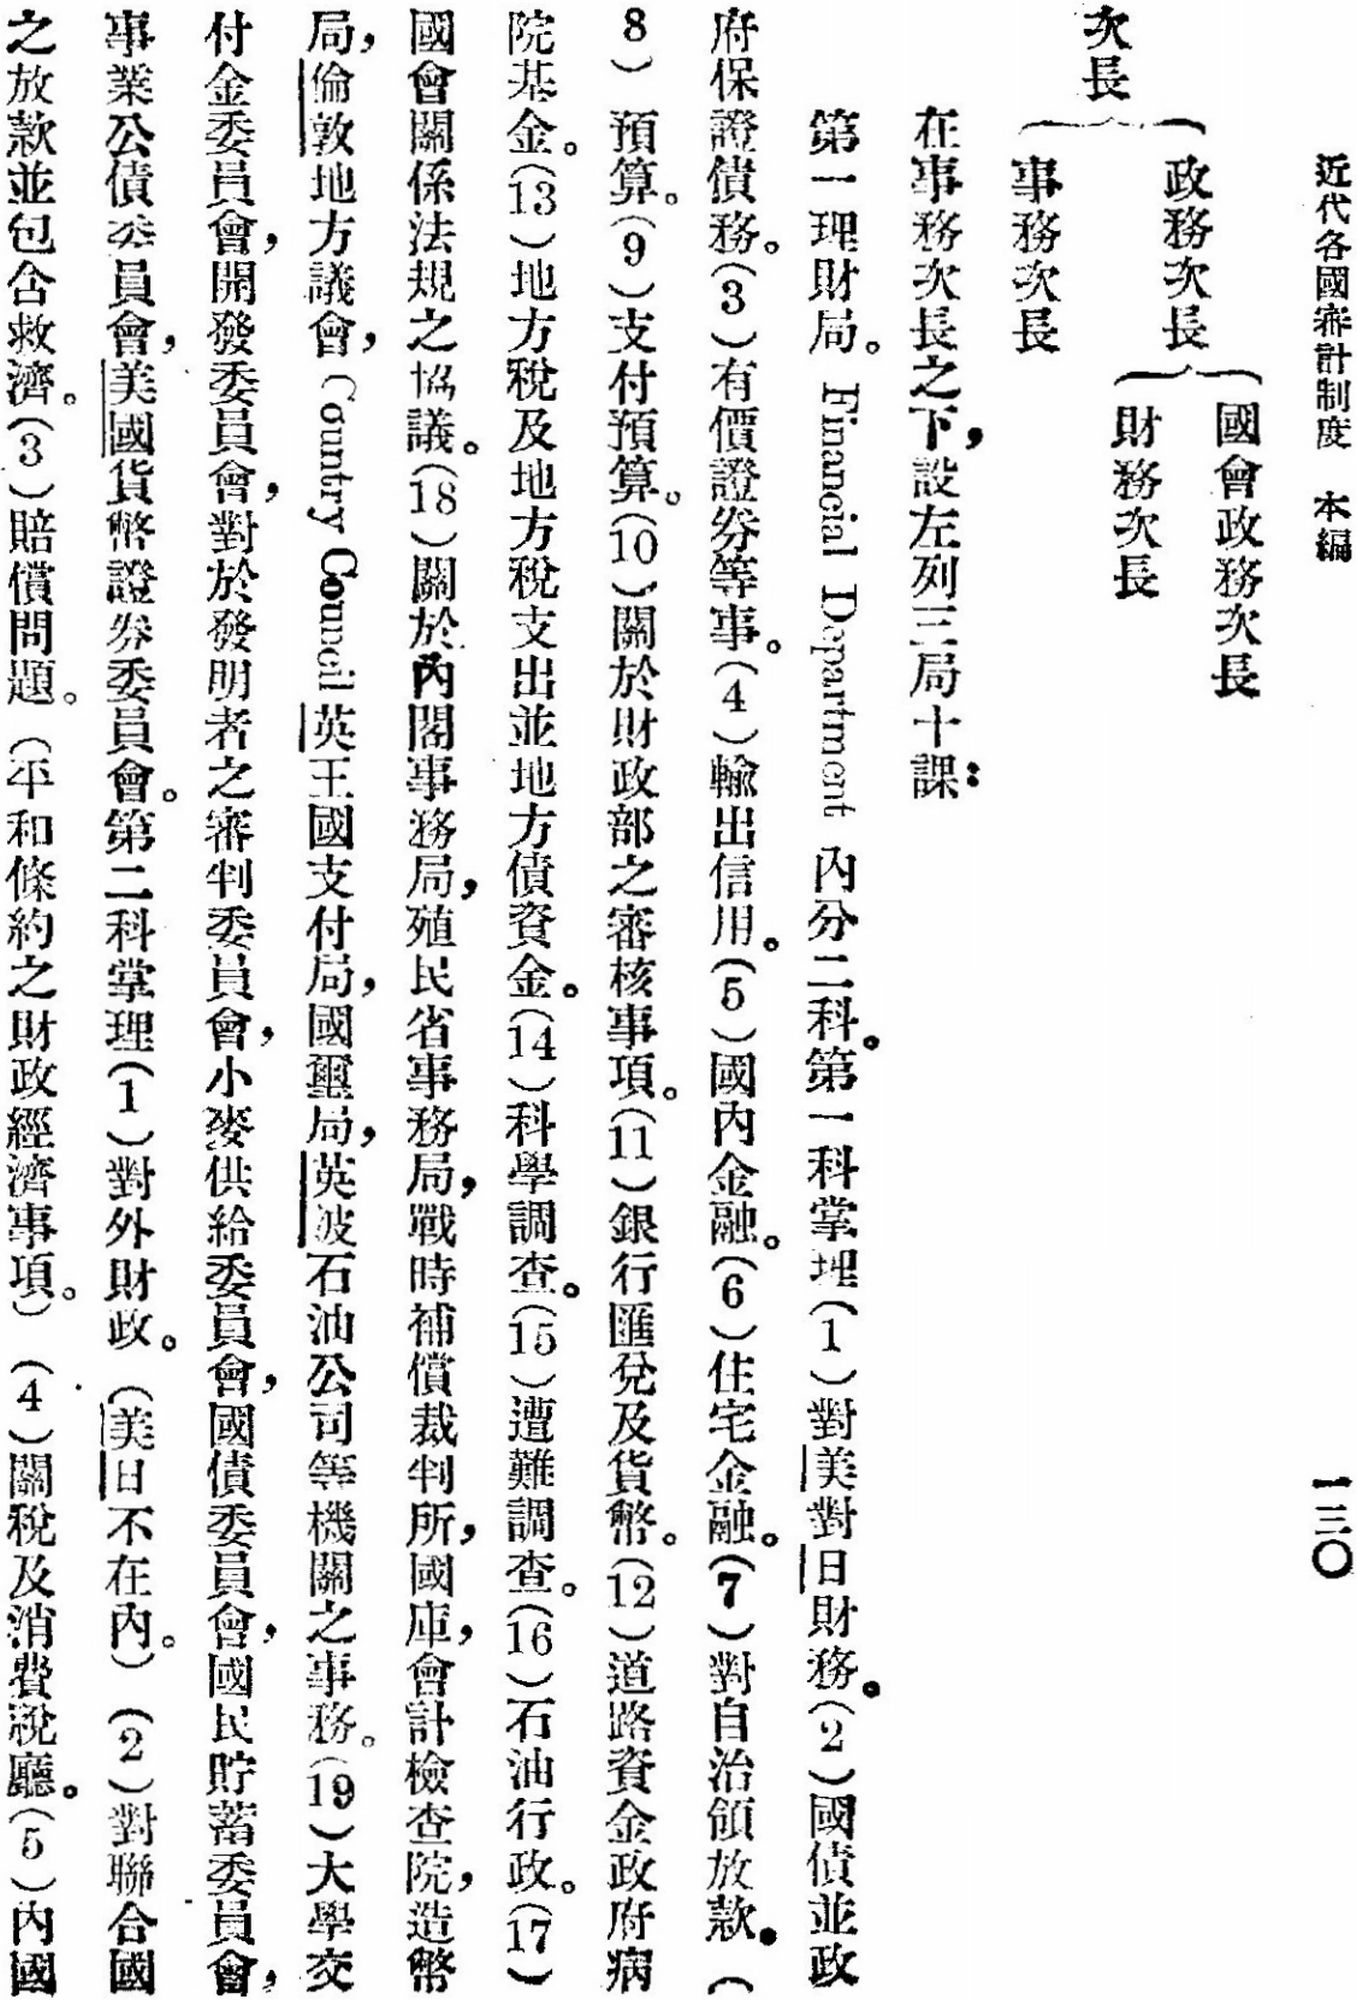 近代各國審計制度　本編　一三〇
國會政務次長
政務次長｛
財務次長
次長｛
事務次長
在事務次長之下，設左列三局十課：
第一理財局。Financial Department 內分二科。第一科掌理（1）對美對日財務。（2）國債並政
府保證債務。（3）有價證券等事。（4）輸出信用。（5）國內金融。（6）住宅金融。（7）對自治領放款。（
8）預算。（9）支付預算。（10）關於財政部之審核事項。（11）銀行匯兌及貨幣。（12）道路資金政府病
院基金。（13）地方稅及地方稅支出並地方債資金。（14）科學調查。（15）遭難調查。（16）石油行政。（17）
國會關係法規之協議。（18）關於內閣事務局，殖民省事務局，戰時補償裁判所，國庫，會計檢查院，造幣
局，倫敦地方議會，Country Council 英王國支付局，國璽局，英波石油公司等機關之事務。（19）大學交
付金委員會，開發委員會，對於發明者之審判委員會，小麥供給委員會，國債委員會，國民貯蓄委員會，
事業公債委員會，美國貨幣證券委員會。第二科掌理（1）對外財政。（美日不在內。）（2）對聯合國
之放款並包含救濟。（3）賠償問題。（平和條約之財政經濟事項。）（4）關稅及消費稅廳。（5）內國